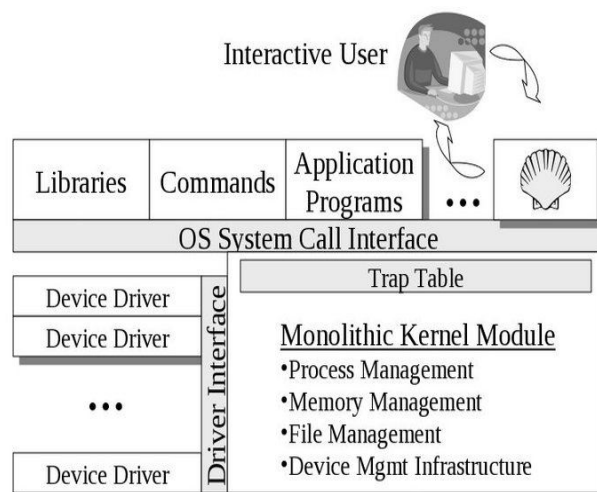 Interactive User
Libraries
Commands
Application
Programs
•••
OS System Call Interface
Trap Table
Device Driver
Device Driver
•••
Device Driver
Driver Interface
Monolithic Kernel Module
•Process Management
•Memory Management
•File Management
•Device Mgmt Infrastructure